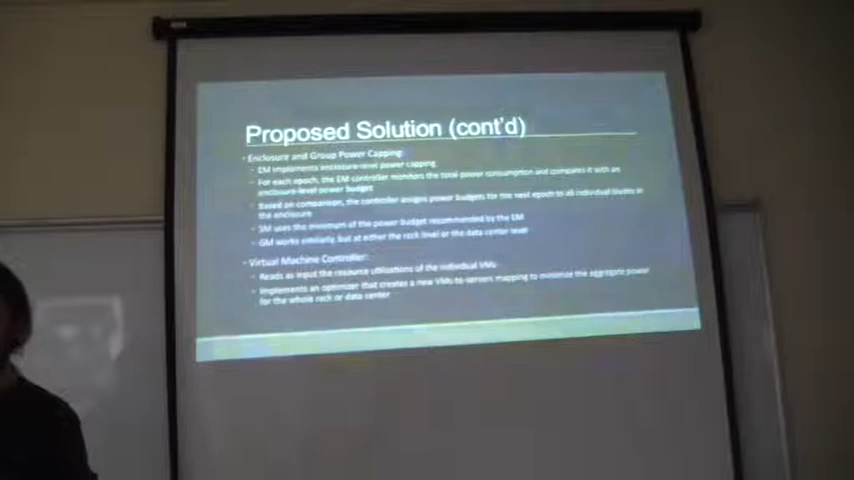 Proposed Solution (cont'd)
Enclosure and Group Power Capping:
EM implements enclosure-level power capping
For each epoch, the EM controller monitors the total power consumption and compares it with an
enclosure-level power budget
Based on comparison, the controller assigns power budgets for the next epoch to all individual blades in
the enclosure
SM uses the minimum of the power budget recommended by the EM
GM works similarly but at either the rack level or the data center level
Virtual Machine Controller:
Reads as input the resource utilizations of the individual VMs
Implements an optimizer that creates a new VMs-to-servers mapping to minimize the aggregate power
for the whole rack or data center